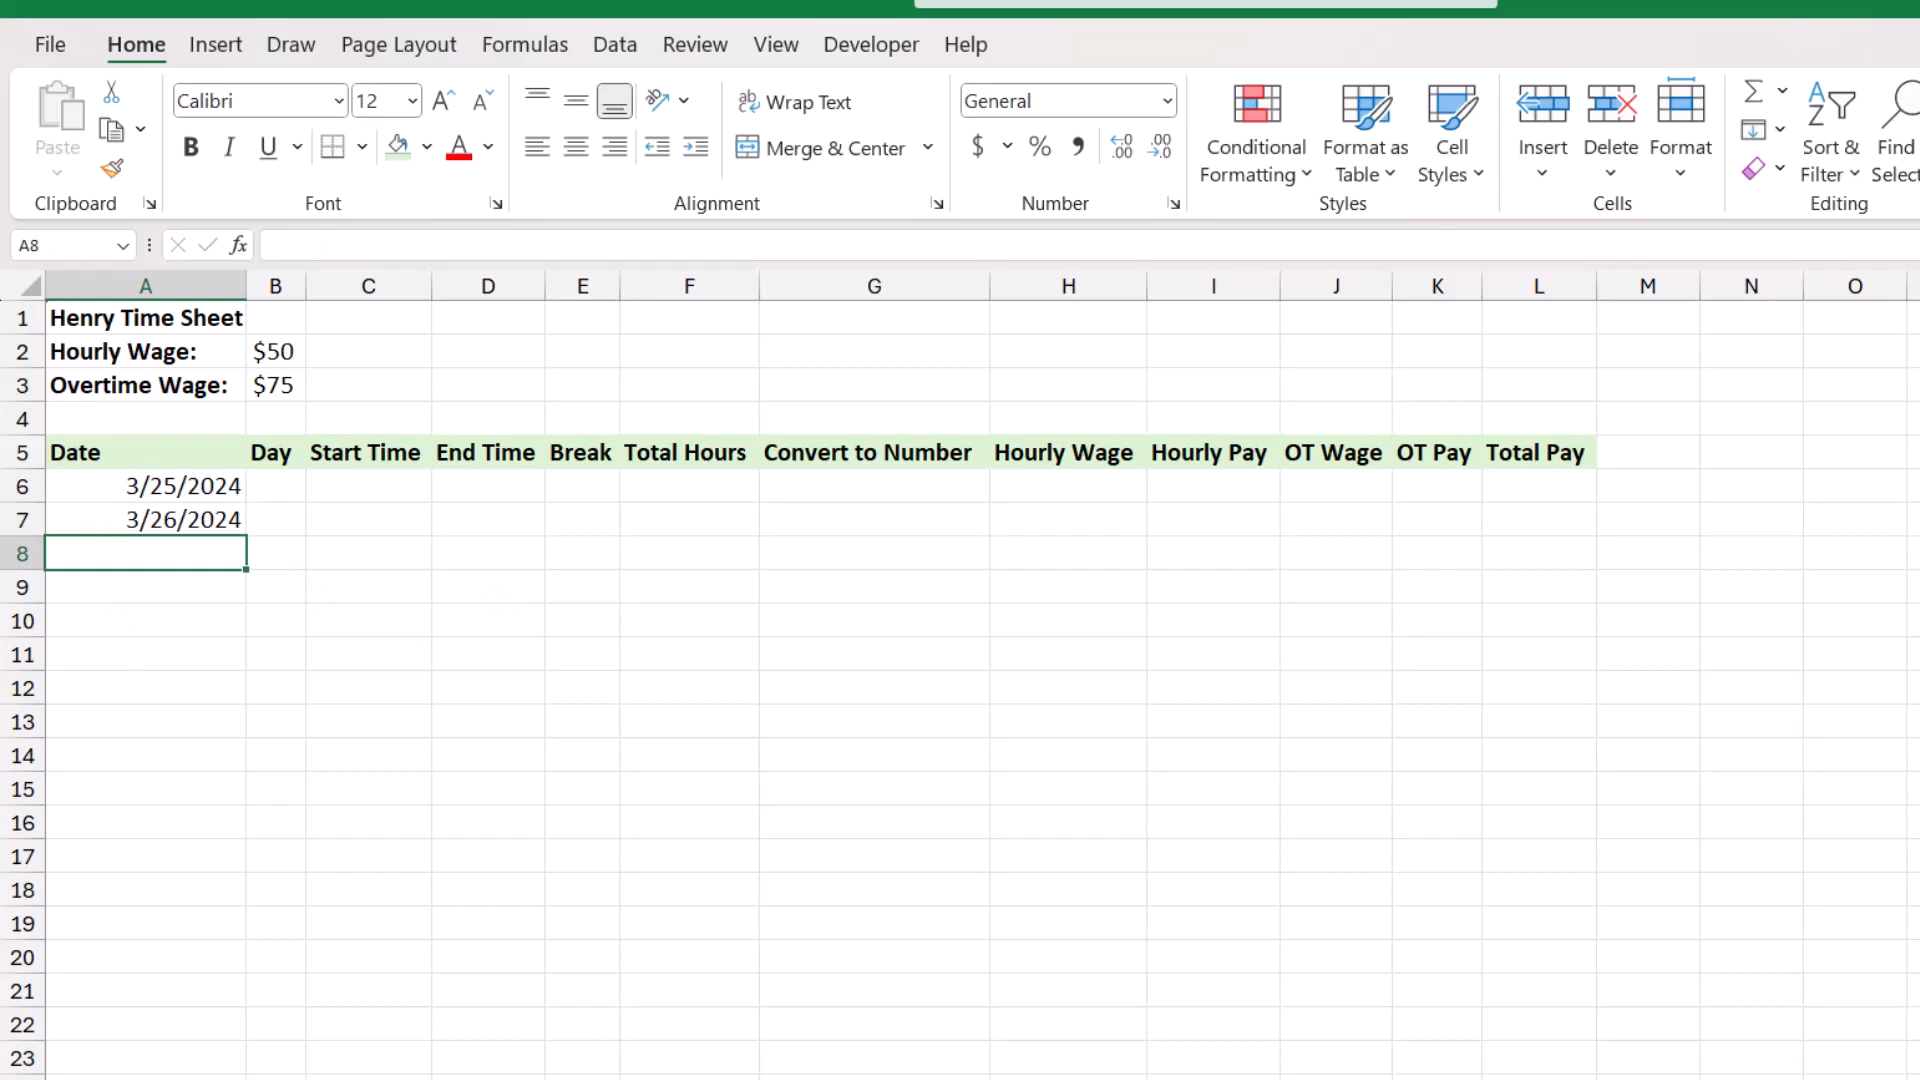 File Home Insert Draw Page Layout Formulas Data Review View Developer Help
Calibri 12 A A ab Wrap Text General
Paste B I U A Merge & Center $ % 9 .00 .00
Conditional Formatting Format as Table Cell Styles Insert Delete Format Sort & Filter Find Select
Clipboard Font Alignment Number Styles Cells Editing
A8 fx
A B C D E F G H I J K L M N O
1 Henry Time Sheet
2 Hourly Wage: $50
3 Overtime Wage: $75
4
5 Date Day Start Time End Time Break Total Hours Convert to Number Hourly Wage Hourly Pay OT Wage OT Pay Total Pay
6 3/25/2024
7 3/26/2024
8
9
10
11
12
13
14
15
16
17
18
19
20
21
22
23